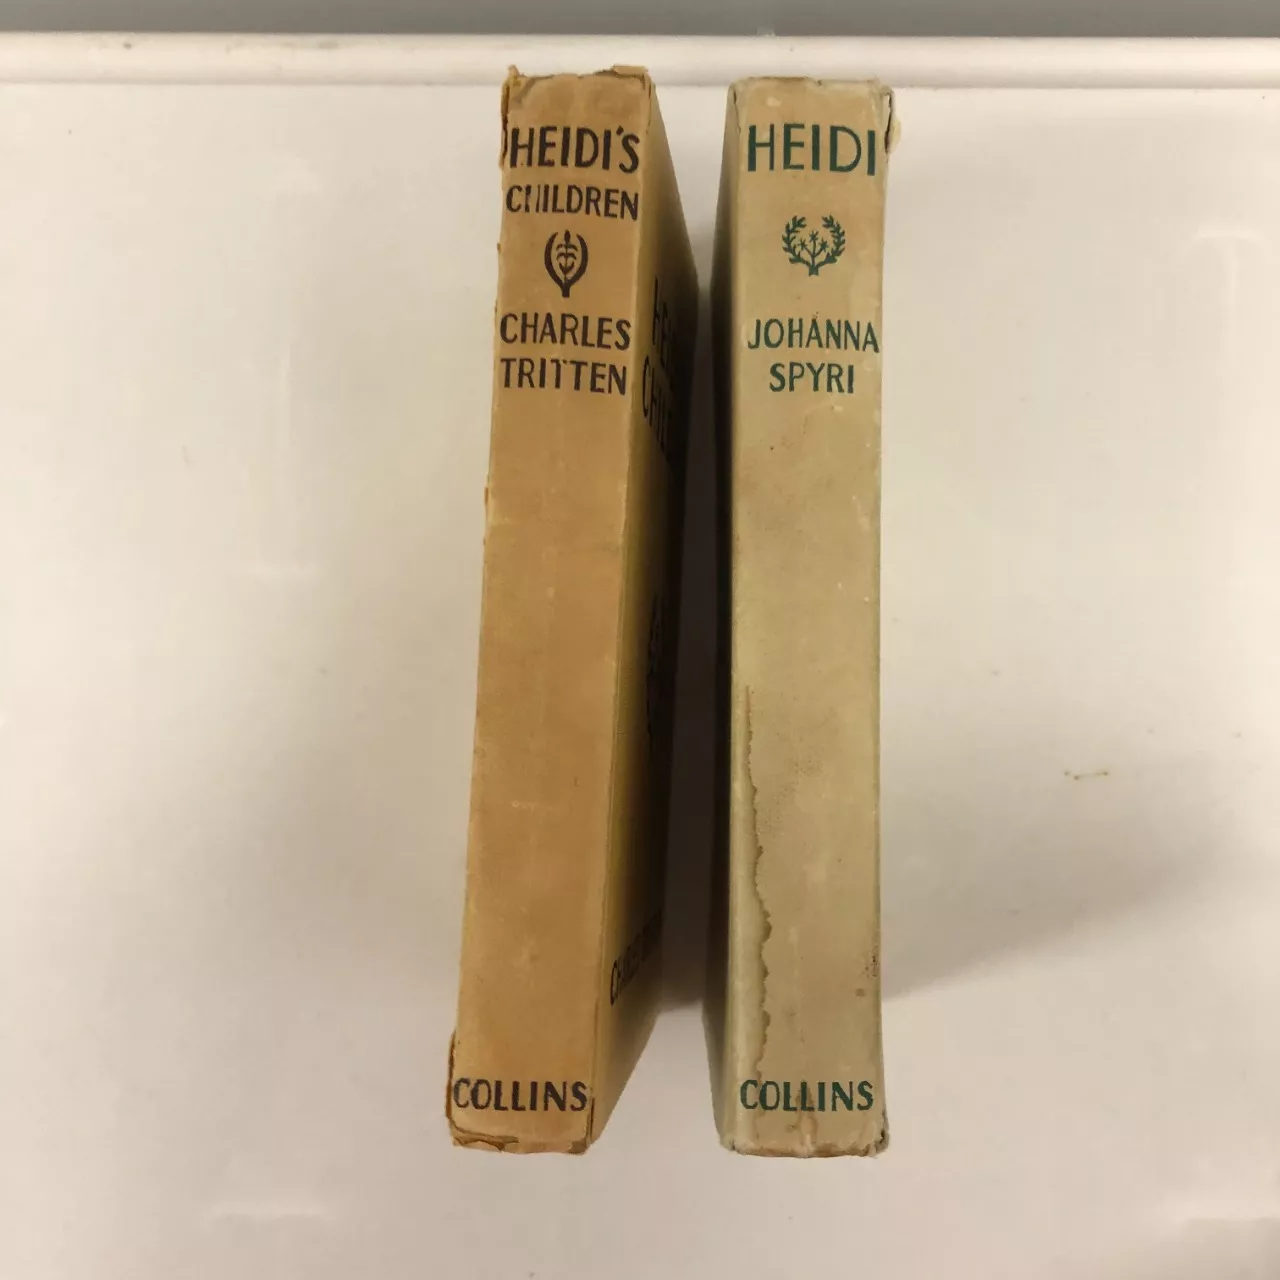 HEIDI'S
CHILDREN
CHARLES
TRITTEN
COLLINS
HEIDI
JOHANNA
SPYRI
COLLINS